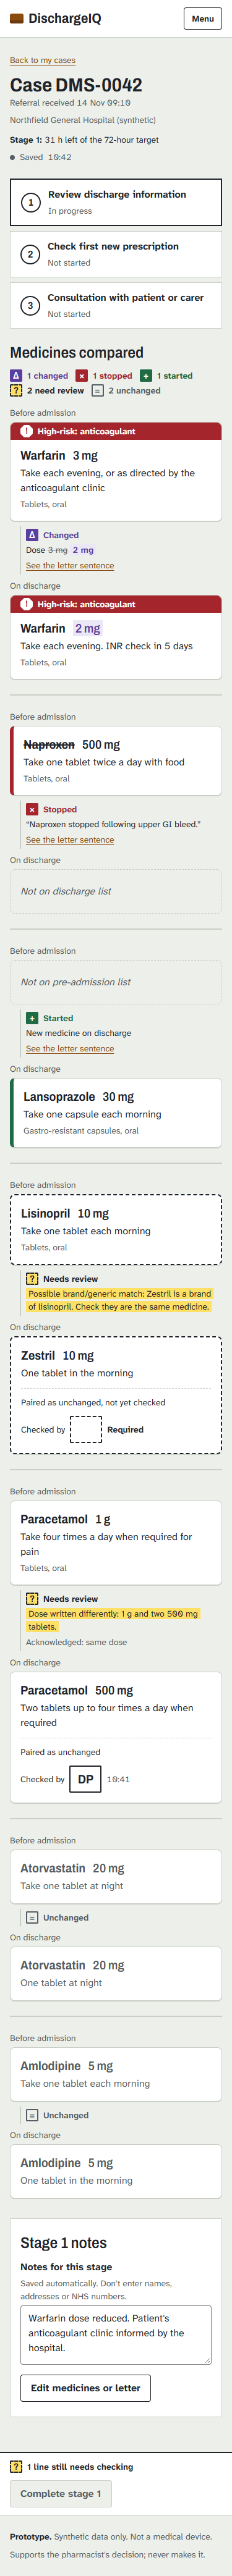 DischargeIQ
Menu
Back to my cases
Case DMS-0042
Referral received 14 Nov 09:10
Northfield General Hospital (synthetic)
Stage 1: 31 h left of the 72-hour target
Saved 10:42
1
Review discharge information
In progress
2
Check first new prescription
Not started
3
Consultation with patient or carer
Not started
Medicines compared
Δ 1 changed × 1 stopped + 1 started
? 2 need review = 2 unchanged
Before admission
! High-risk: anticoagulant
Warfarin 3 mg
Take each evening, or as directed by the
anticoagulant clinic
Tablets, oral
Δ Changed
Dose 3 mg 2 mg
See the letter sentence
On discharge
! High-risk: anticoagulant
Warfarin 2 mg
Take each evening. INR check in 5 days
Tablets, oral
Before admission
Naproxen 500 mg
Take one tablet twice a day with food
Tablets, oral
× Stopped
“Naproxen stopped following upper GI bleed.”
See the letter sentence
On discharge
Not on discharge list
Before admission
Not on pre-admission list
+ Started
New medicine on discharge
See the letter sentence
On discharge
Lansoprazole 30 mg
Take one capsule each morning
Gastro-resistant capsules, oral
Before admission
Lisinopril 10 mg
Take one tablet each morning
Tablets, oral
? Needs review
Possible brand/generic match: Zestril is a brand
of lisinopril. Check they are the same medicine.
On discharge
Zestril 10 mg
One tablet in the morning
Paired as unchanged, not yet checked
Checked by Required
Before admission
Paracetamol 1 g
Take four times a day when required for
pain
Tablets, oral
? Needs review
Dose written differently: 1 g and two 500 mg
tablets.
Acknowledged: same dose
On discharge
Paracetamol 500 mg
Two tablets up to four times a day when
required
Paired as unchanged
Checked by DP 10:41
Before admission
Atorvastatin 20 mg
Take one tablet at night
= Unchanged
On discharge
Atorvastatin 20 mg
One tablet at night
Before admission
Amlodipine 5 mg
Take one tablet each morning
= Unchanged
On discharge
Amlodipine 5 mg
One tablet in the morning
Stage 1 notes
Notes for this stage
Saved automatically. Don't enter names,
addresses or NHS numbers.
Warfarin dose reduced. Patient's
anticoagulant clinic informed by the
hospital.
Edit medicines or letter
? 1 line still needs checking
Complete stage 1
Prototype. Synthetic data only. Not a medical device.
Supports the pharmacist's decision; never makes it.